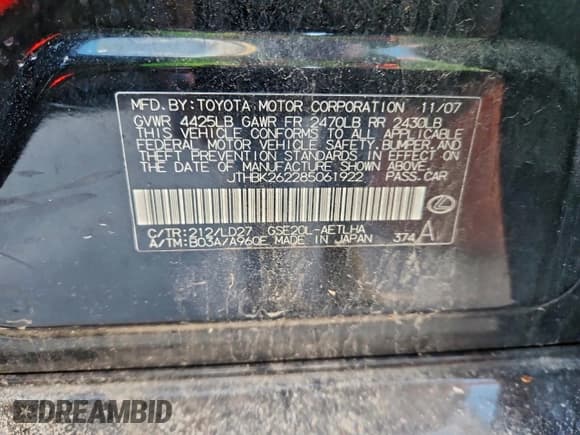 MFD. BY: TOYOTA MOTOR CORPORATION 11/07
GVWR 4425LB GAWR FR 2470LB RR 2430LB
THIS VEHICLE CONFORMS TO ALL APPLICABLE
FEDERAL MOTOR VEHICLE SAFETY, BUMPER, AND
THEFT PREVENTION STANDARDS IN EFFECT ON
THE DATE OF MANUFACTURE SHOWN ABOVE.
JTHBK262285061922 PASS. CAR
C/TR: 212/LD27 GSE20L-AETLHA
A/TM: B03A/A960E MADE IN JAPAN 374 A
DREAMBID